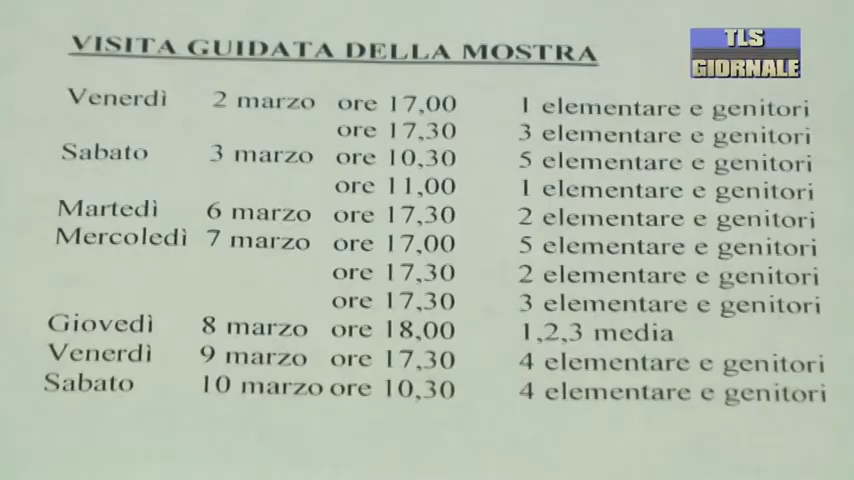 VISITA GUIDATA DELLA MOSTRA
TLS
GIORNALE
Venerdì 2 marzo ore 17,00 1 elementare e genitori
ore 17,30 3 elementare e genitori
Sabato 3 marzo ore 10,30 5 elementare e genitori
ore 11,00 1 elementare e genitori
Martedì 6 marzo ore 17,30 2 elementare e genitori
Mercoledì 7 marzo ore 17,00 5 elementare e genitori
ore 17,30 2 elementare e genitori
ore 17,30 3 elementare e genitori
Giovedì 8 marzo ore 18,00 1,2,3 media
Venerdì 9 marzo ore 17,30 4 elementare e genitori
Sabato 10 marzo ore 10,30 4 elementare e genitori